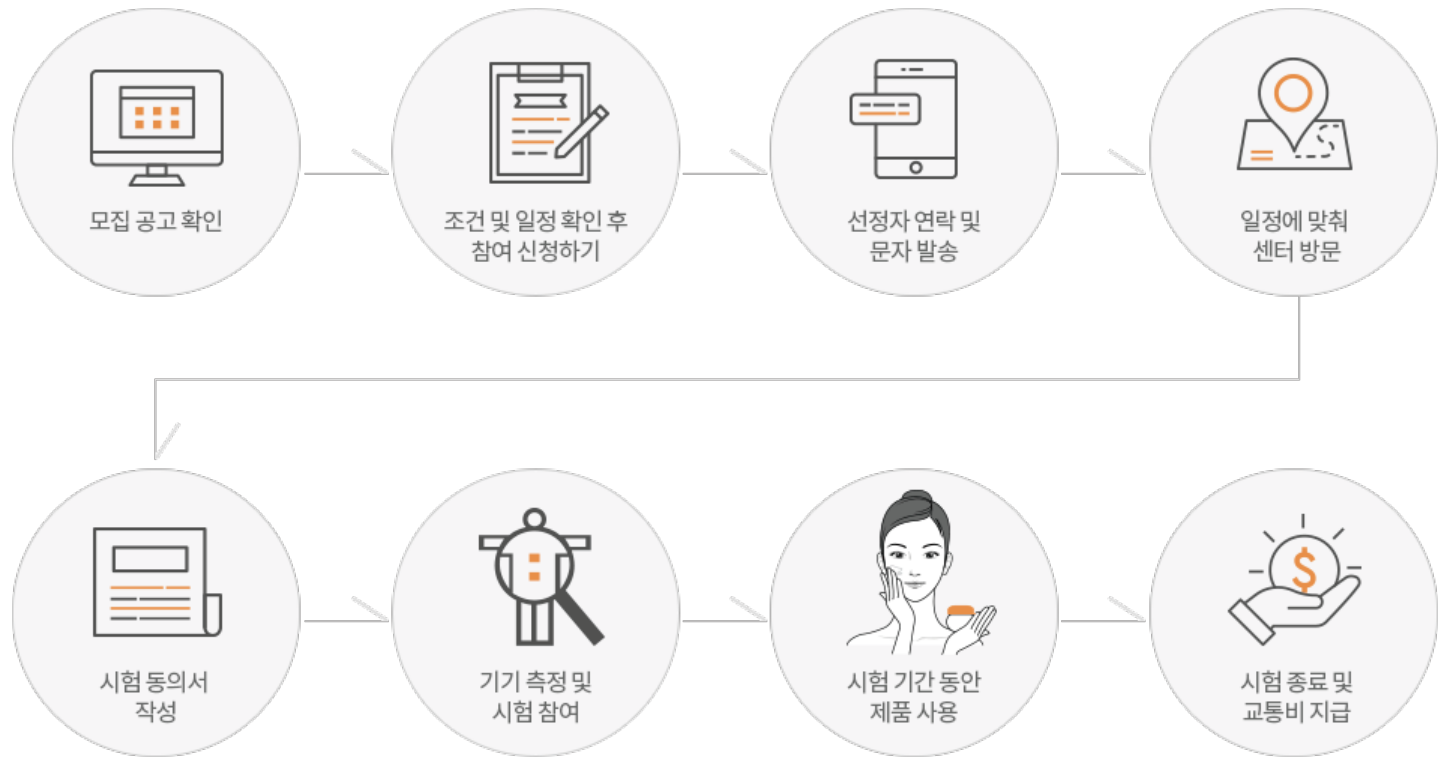 모집 공고 확인
조건 및 일정 확인 후
참여 신청하기
선정자 연락 및
문자 발송
일정에 맞춰
센터 방문
시험 동의서
작성
기기 측정 및
시험 참여
시험 기간 동안
제품 사용
$
시험 종료 및
교통비 지급